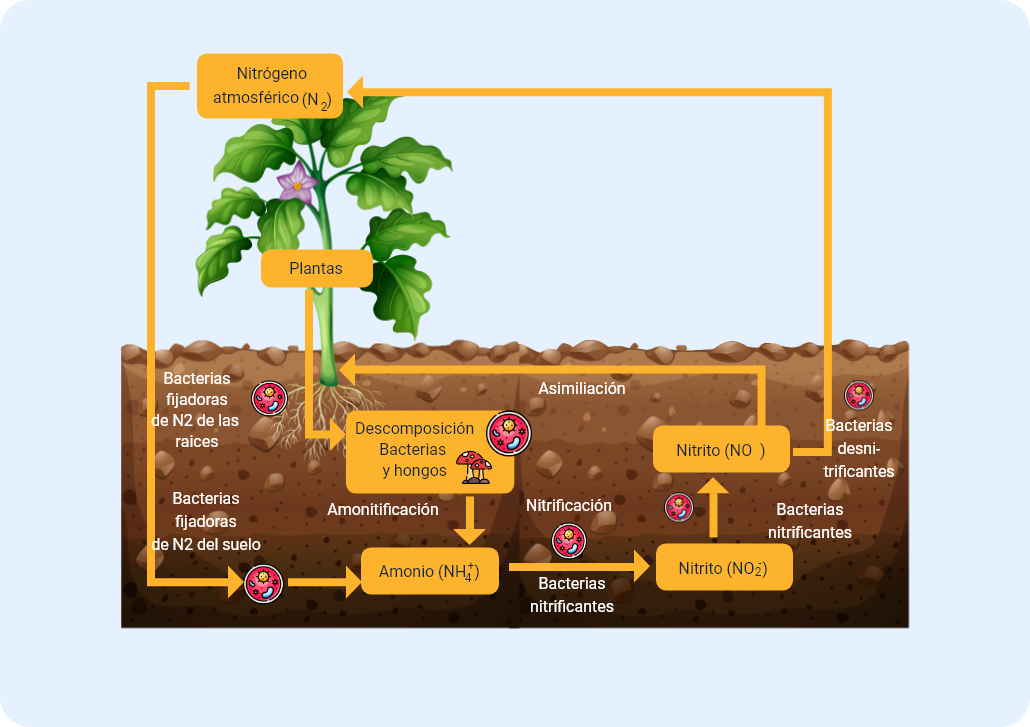 Nitrógeno
atmosférico (N2)
Plantas
Bacterias
fijadoras
de N2 de las
raices
Asimiliación
Descomposición
Bacterias
y hongos
Nitrito (NO )
Bacterias
desni-
trificantes
Bacterias
fijadoras
de N2 del suelo
Amonitificación
Nitrificación
Bacterias
nitrificantes
Amonio (NH4+)
Nitrito (NO2-)
Bacterias
nitrificantes